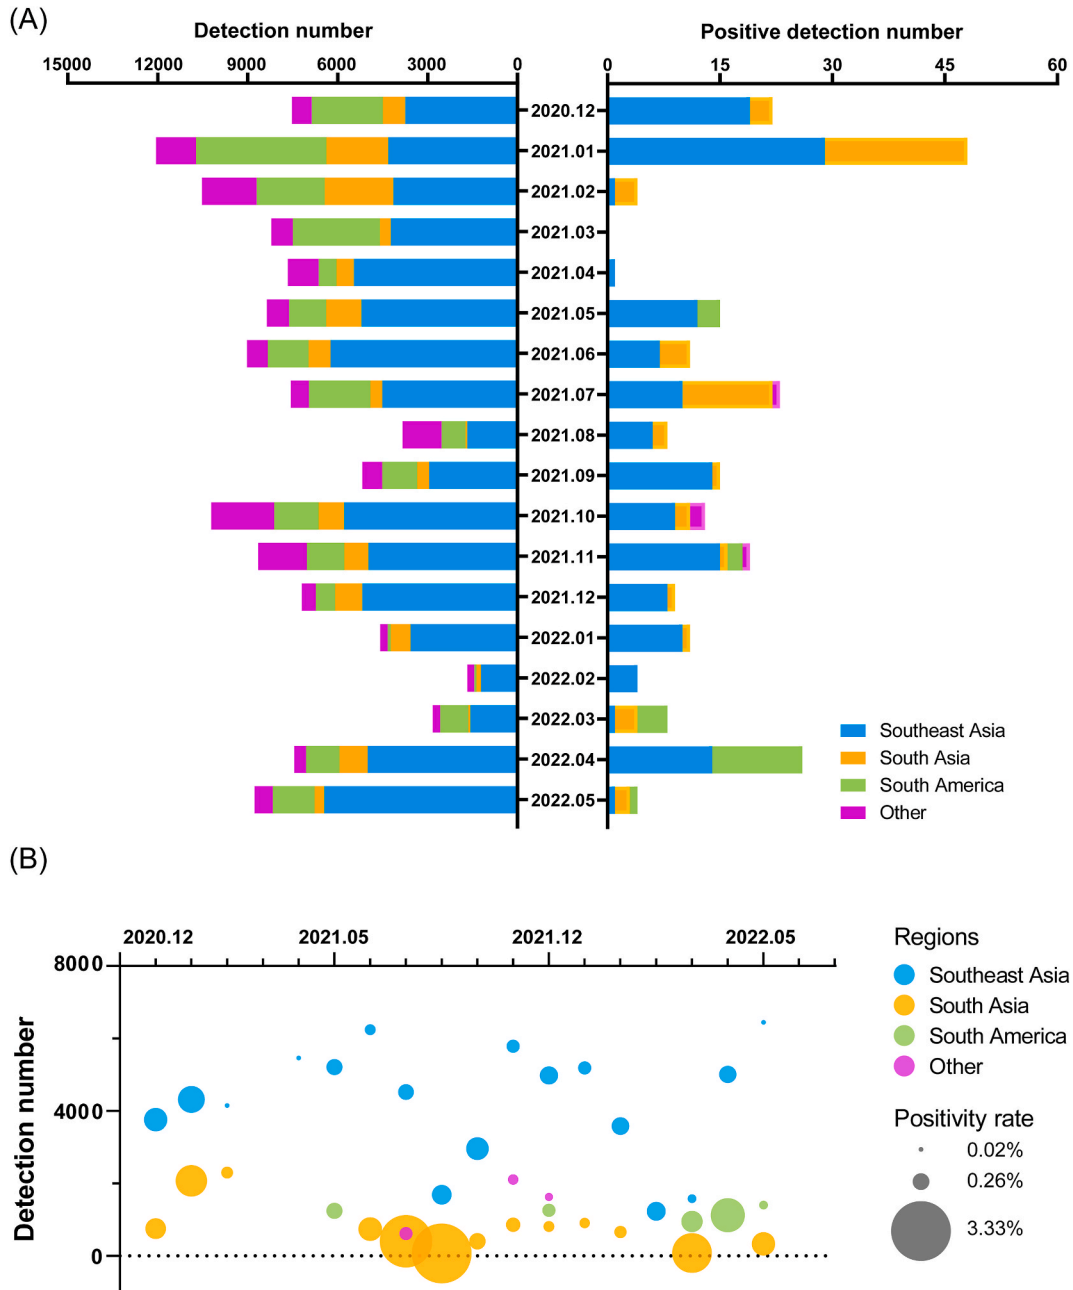 (A)
Detection number
Positive detection number
15000 12000 9000 6000 3000 0
0 15 30 45 60
2020.12
2021.01
2021.02
2021.03
2021.04
2021.05
2021.06
2021.07
2021.08
2021.09
2021.10
2021.11
2021.12
2022.01
2022.02
2022.03
2022.04
2022.05
Southeast Asia
South Asia
South America
Other
(B)
2020.12 2021.05 2021.12 2022.05
8000
4000
0
Detection number
Regions
Southeast Asia
South Asia
South America
Other
Positivity rate
0.02%
0.26%
3.33%